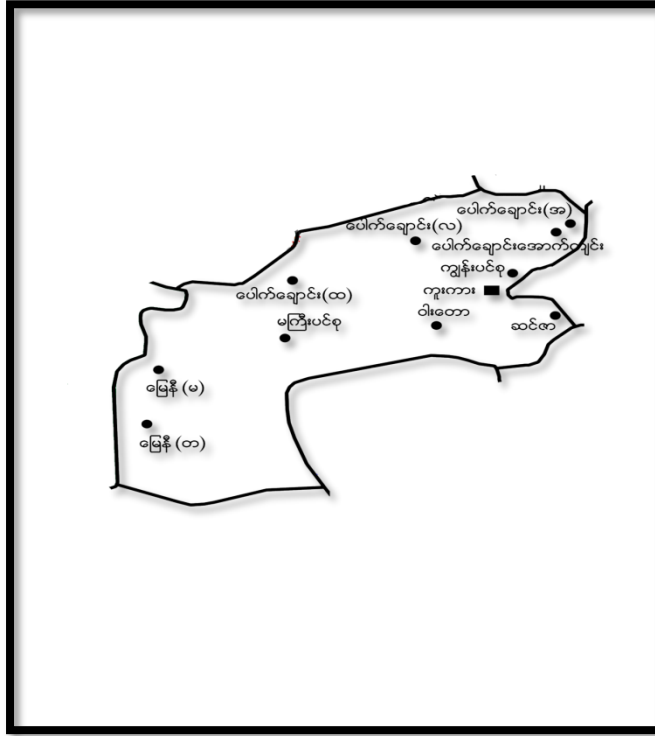 ပေါက်ချောင်း(အ)
ပေါက်ချောင်း(လ)
ပေါက်ချောင်းအောက်ကျင်း
ကျွန်းပင်စု
ကူးကား
ပေါက်ချောင်း(ထ)
ဝါးတော
မကြီးပင်စု
ဆင်ဇာ
မြေနီ(မ)
မြေနီ(တ)